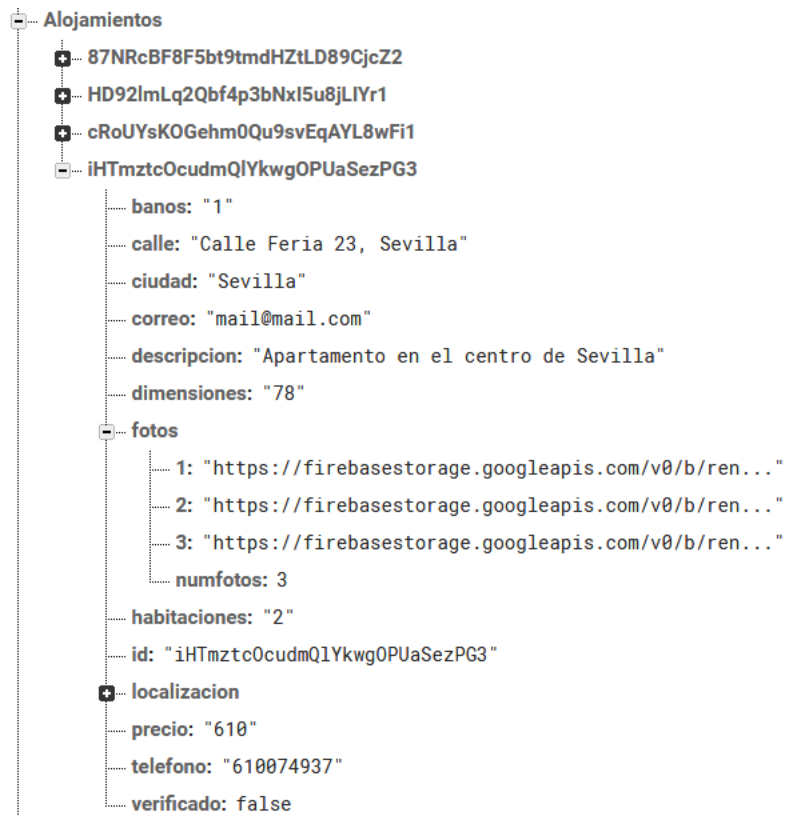 Alojamientos
87NRcBF8F5bt9tmdHZtLD89CjcZ2
HD92lmLq2Qbf4p3bNxl5u8jLlYr1
cRoUYsKOGehm0Qu9svEqAYL8wFi1
iHTmztcOcudmQlYkwgOPUaSezPG3
banos: "1"
calle: "Calle Feria 23, Sevilla"
ciudad: "Sevilla"
correo: "mail@mail.com"
descripcion: "Apartamento en el centro de Sevilla"
dimensiones: "78"
fotos
1: "https://firebasestorage.googleapis.com/v0/b/ren..."
2: "https://firebasestorage.googleapis.com/v0/b/ren..."
3: "https://firebasestorage.googleapis.com/v0/b/ren..."
numfotos: 3
habitaciones: "2"
id: "iHTmztcOcudmQlYkwgOPUaSezPG3"
localizacion
precio: "610"
telefono: "610074937"
verificado: false